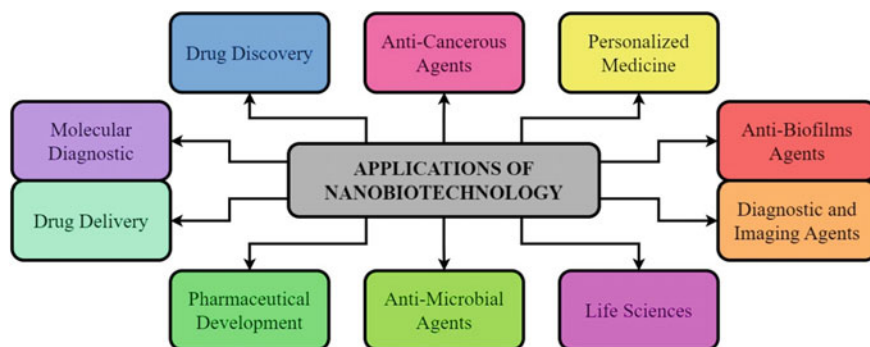 Drug Discovery
Anti-Cancerous
Agents
Personalized
Medicine
Molecular
Diagnostic
Anti-Biofilms
Agents
APPLICATIONS OF
NANOBIOTECHNOLOGY
Drug Delivery
Diagnostic and
Imaging Agents
Pharmaceutical
Development
Anti-Microbial
Agents
Life Sciences